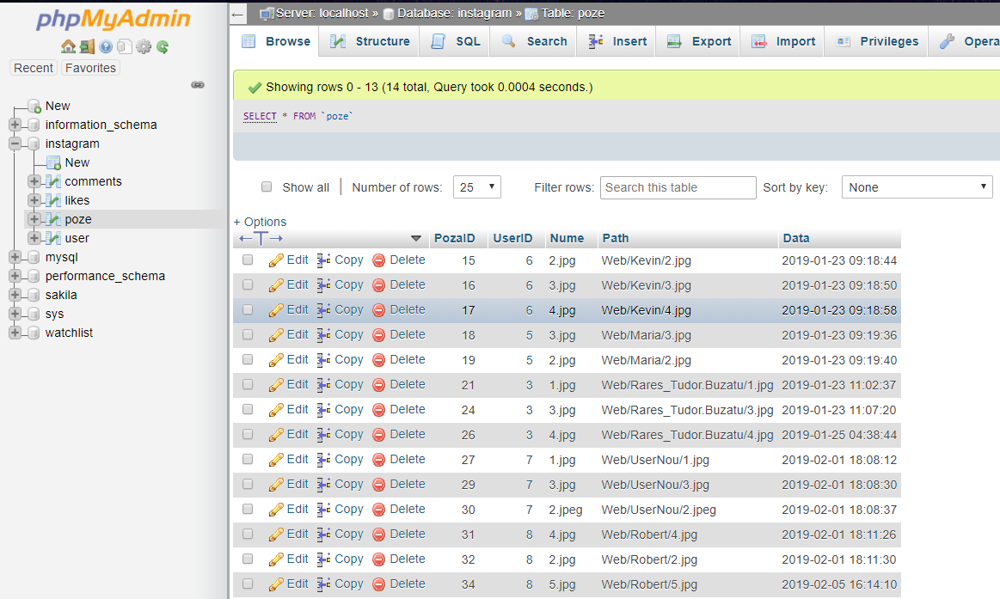 phpMyAdmin
Recent Favorites
New
information_schema
instagram
New
comments
likes
poze
user
mysql
performance_schema
sakila
sys
watchlist
Server: localhost » Database: instagram » Table: poze
Browse Structure SQL Search Insert Export Import Privileges Opera
Showing rows 0 - 13 (14 total, Query took 0.0004 seconds.)
SELECT * FROM `poze`
Show all | Number of rows: 25 Filter rows: Search this table Sort by key: None
+ Options
←T→ PozaID UserID Nume Path Data
Edit Copy Delete 15 6 2.jpg Web/Kevin/2.jpg 2019-01-23 09:18:44
Edit Copy Delete 16 6 3.jpg Web/Kevin/3.jpg 2019-01-23 09:18:50
Edit Copy Delete 17 6 4.jpg Web/Kevin/4.jpg 2019-01-23 09:18:58
Edit Copy Delete 18 5 3.jpg Web/Maria/3.jpg 2019-01-23 09:19:36
Edit Copy Delete 19 5 2.jpg Web/Maria/2.jpg 2019-01-23 09:19:40
Edit Copy Delete 21 3 1.jpg Web/Rares_Tudor.Buzatu/1.jpg 2019-01-23 11:02:37
Edit Copy Delete 24 3 3.jpg Web/Rares_Tudor.Buzatu/3.jpg 2019-01-23 11:07:20
Edit Copy Delete 26 3 4.jpg Web/Rares_Tudor.Buzatu/4.jpg 2019-01-25 04:38:44
Edit Copy Delete 27 7 1.jpg Web/UserNou/1.jpg 2019-02-01 18:08:12
Edit Copy Delete 29 7 3.jpg Web/UserNou/3.jpg 2019-02-01 18:08:30
Edit Copy Delete 30 7 2.jpeg Web/UserNou/2.jpeg 2019-02-01 18:08:37
Edit Copy Delete 31 8 4.jpg Web/Robert/4.jpg 2019-02-01 18:11:26
Edit Copy Delete 32 8 2.jpg Web/Robert/2.jpg 2019-02-01 18:11:30
Edit Copy Delete 34 8 5.jpg Web/Robert/5.jpg 2019-02-05 16:14:10